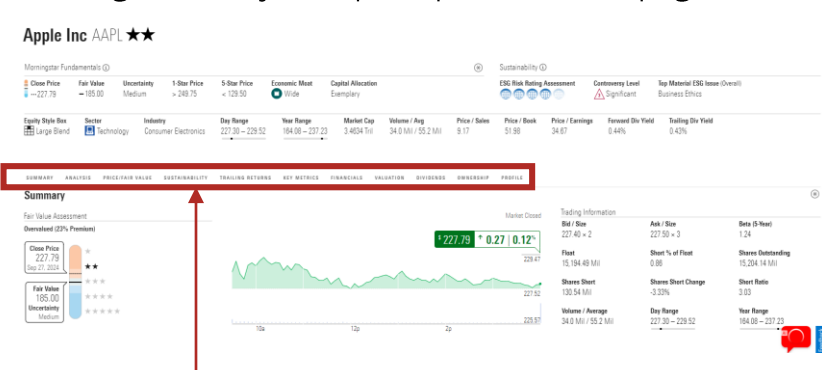 Apple Inc AAPL ★★
Morningstar Fundamentals
Sustainability
Close Price Fair Value Uncertainty 1-Star Price 5-Star Price Economic Moat Capital Allocation
227.79 185.00 Medium > 249.75 < 129.50 Wide Exemplary
ESG Risk Rating Assessment Controversy Level Top Material ESG Issue (Overall)
Significant Business Ethics
Equity Style Box Sector Industry Day Range Year Range Market Cap Volume / Avg Price / Sales Price / Book Price / Earnings Forward Div Yield Trailing Div Yield
Large Blend Technology Consumer Electronics 227.30 – 229.52 164.08 – 237.23 3.4634 Tril 34.0 Mil / 55.2 Mil 9.17 51.98 34.67 0.44% 0.43%
SUMMARY ANALYSIS PRICE/FAIR VALUE SUSTAINABILITY TRAILING RETURNS KEY METRICS FINANCIALS VALUATION DIVIDENDS OWNERSHIP PROFILE
Summary
Fair Value Assessment
Overvalued (23% Premium)
Close Price
227.79
Sep 27, 2024
Fair Value
185.00
Uncertainty
Medium
★
★★
★★★
★★★★
★★★★★
Market Closed
$227.79 + 0.27 | 0.12%
228.47
227.52
226.57
10a 12p 2p
Trading Information
Bid / Size Ask / Size Beta (5-Year)
227.40 × 2 227.50 × 3 1.24
Float Short % of Float Shares Outstanding
15,194.49 Mil 0.86 15,204.14 Mil
Shares Short Shares Short Change Short Ratio
130.54 Mil -3.33% 3.03
Volume / Average Day Range Year Range
34.0 Mil / 55.2 Mil 227.30 – 229.52 164.08 – 237.23